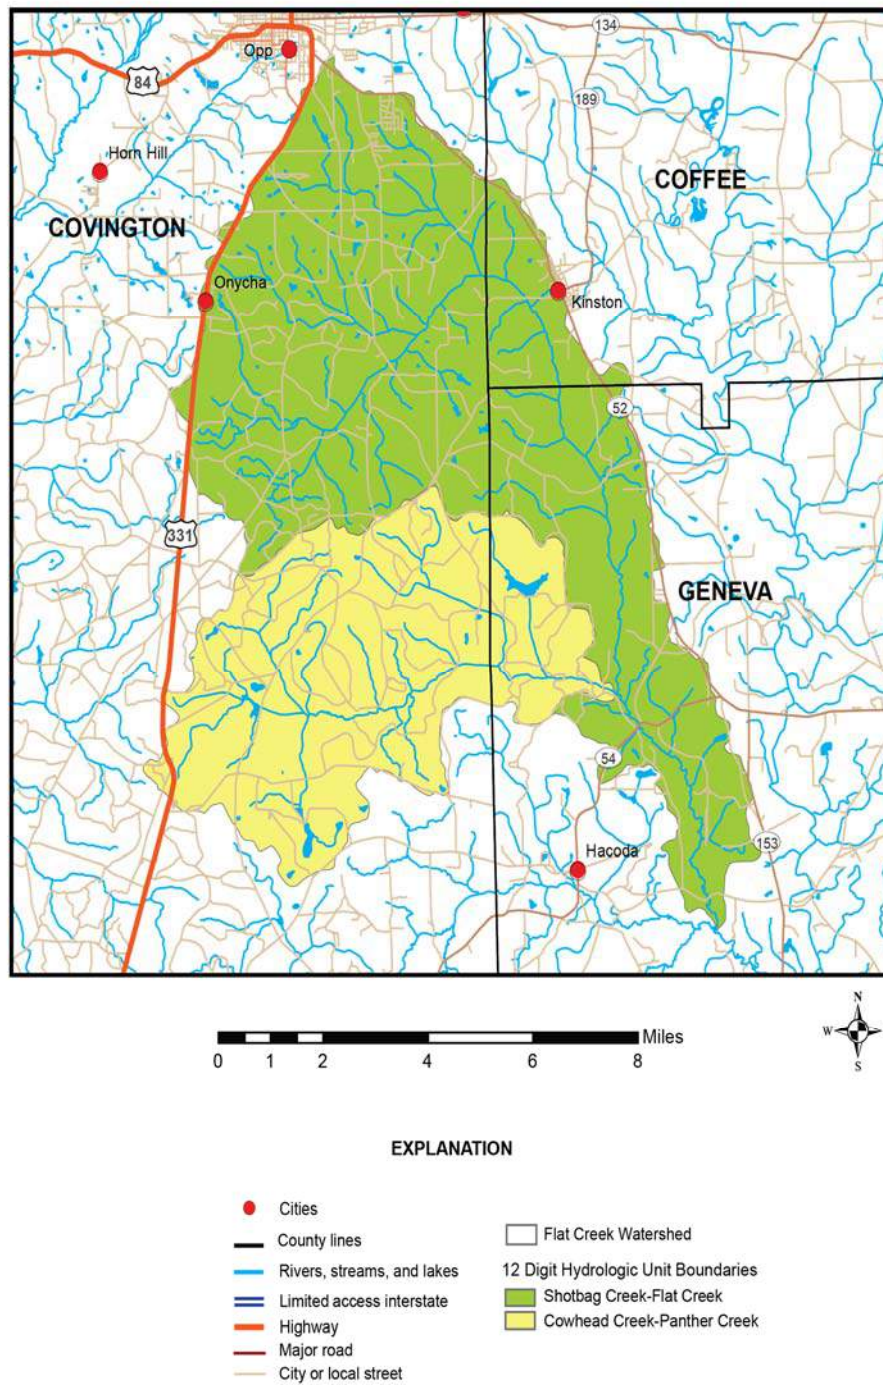 134
Opp
84
189
Horn Hill
COFFEE
COVINGTON
Onycha
Kinston
52
331
GENEVA
54
153
Hacoda
N
W
S
Miles
0 1 2 4 6 8
EXPLANATION
Cities
County lines
Rivers, streams, and lakes
Limited access interstate
Highway
Major road
City or local street
Flat Creek Watershed
12 Digit Hydrologic Unit Boundaries
Shotbag Creek-Flat Creek
Cowhead Creek-Panther Creek